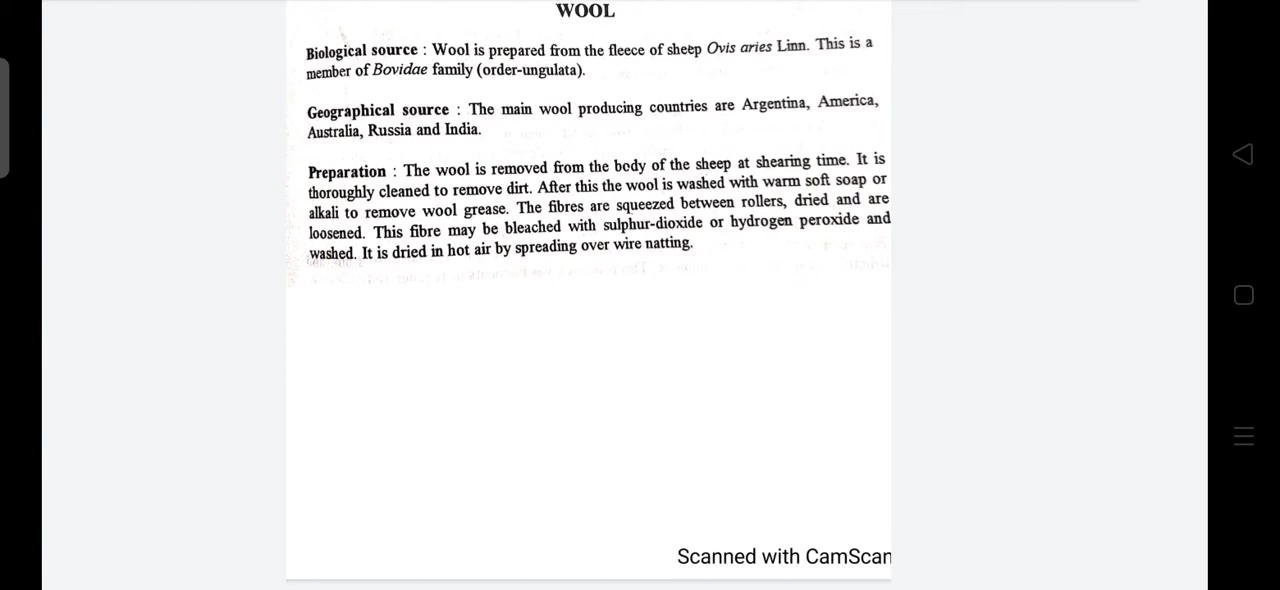 WOOL
Biological source : Wool is prepared from the fleece of sheep Ovis aries Linn. This is a
member of Bovidae family (order-ungulata).
Geographical source : The main wool producing countries are Argentina, America,
Australia, Russia and India.
Preparation : The wool is removed from the body of the sheep at shearing time. It is
thoroughly cleaned to remove dirt. After this the wool is washed with warm soft soap or
alkali to remove wool grease. The fibres are squeezed between rollers, dried and are
loosened. This fibre may be bleached with sulphur-dioxide or hydrogen peroxide and
washed. It is dried in hot air by spreading over wire natting.
Scanned with CamScan